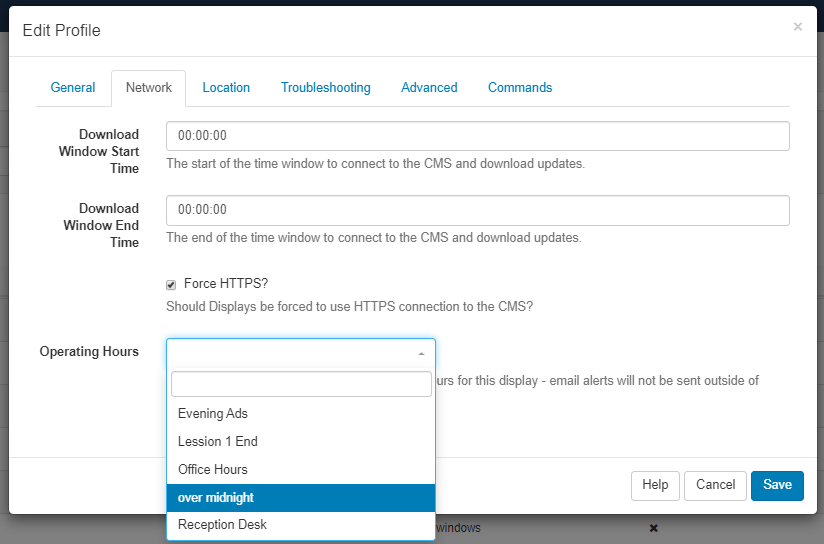 Edit Profile
×
General Network Location Troubleshooting Advanced Commands
Download Window Start Time
00:00:00
The start of the time window to connect to the CMS and download updates.
Download Window End Time
00:00:00
The end of the time window to connect to the CMS and download updates.
Force HTTPS?
Should Displays be forced to use HTTPS connection to the CMS?
Operating Hours
urs for this display - email alerts will not be sent outside of
Evening Ads
Lession 1 End
Office Hours
over midnight
Reception Desk
Help Cancel Save
windows